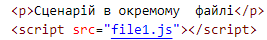 <p>Сценарій в окремому  файлі</p>
<script src="file1.js"></script>